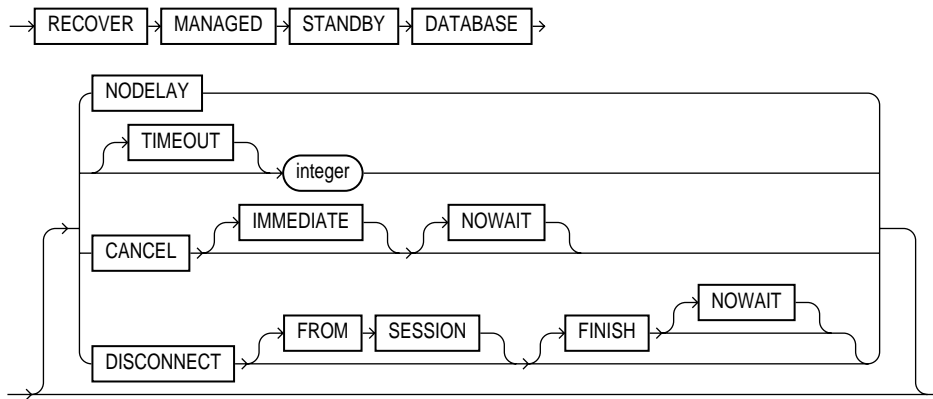 RECOVER MANAGED STANDBY DATABASE
NODELAY
TIMEOUT
integer
IMMEDIATE NOWAIT
CANCEL
NOWAIT
FROM SESSION FINISH
DISCONNECT